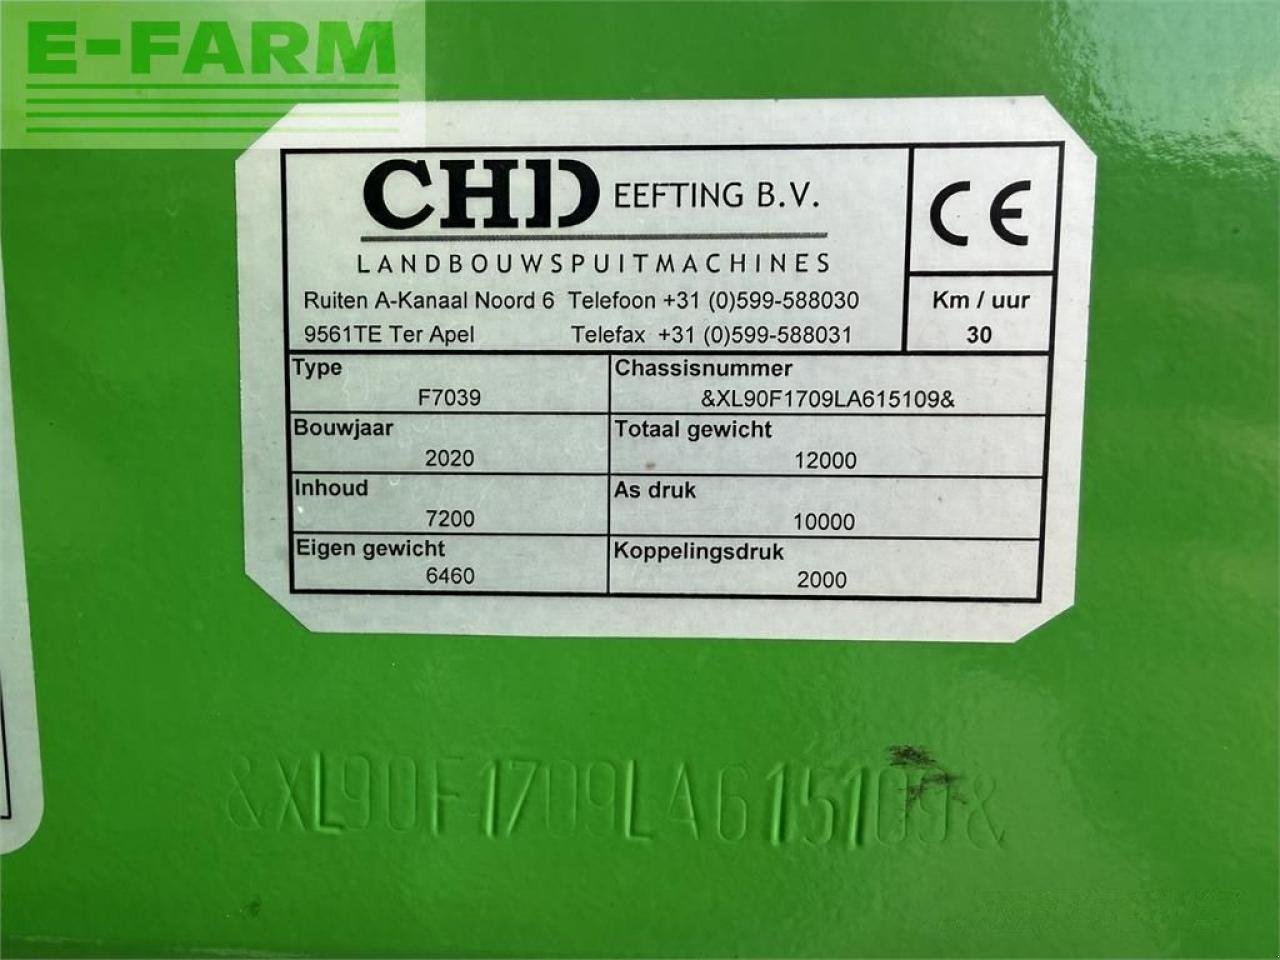 E-FARM
CHD EEFTING B.V.
LANDBOUWSPUITMACHINES
Ruiten A-Kanaal Noord 6 Telefoon +31 (0)599-588030
9561TE Ter Apel Telefax +31 (0)599-588031
CE
Km / uur
30
Type
F7039
Chassisnummer
&XL90F1709LA615109&
Bouwjaar
2020
Totaal gewicht
12000
Inhoud
7200
As druk
10000
Eigen gewicht
6460
Koppelingsdruk
2000
&XL90F1709LA615109&